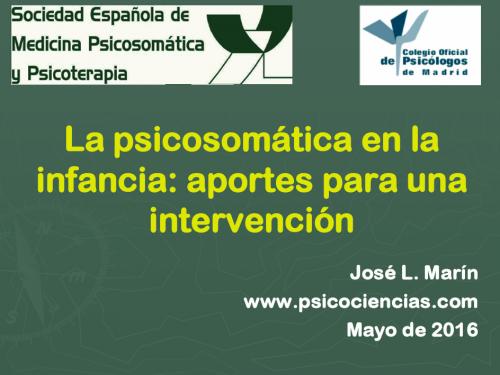 Sociedad Española de
Medicina Psicosomática
y Psicoterapia
Colegio Oficial
de Psicólogos
de Madrid
La psicosomática en la
infancia: aportes para una
intervención
José L. Marín
www.psicociencias.com
Mayo de 2016